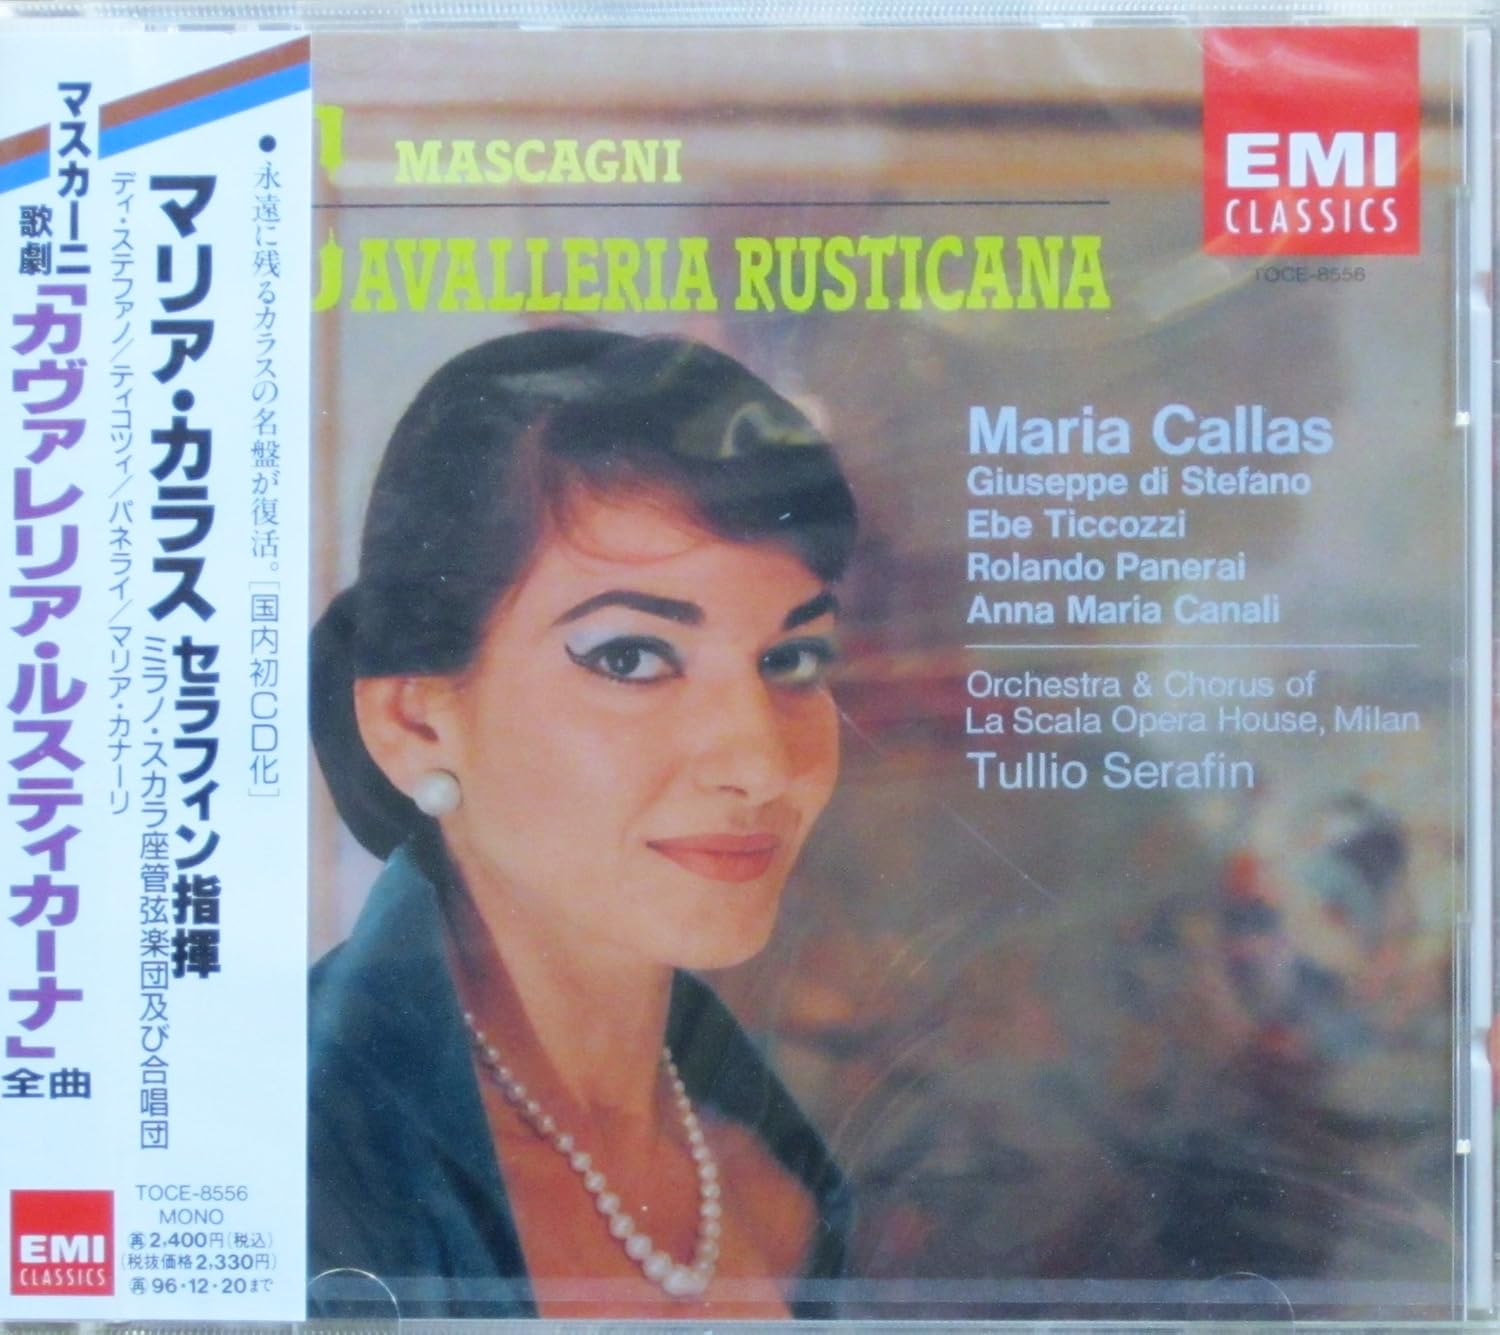 マスカーニ
歌劇「カヴァレリア・ルスティカーナ」全曲
ディ・ステファノ/ティコツィ/パネライ/マリア・カナーリ
マリア・カラス セラフィン指揮
ミラノ・スカラ座管弦楽団及び合唱団
●永遠に残るカラスの名盤が復活。[国内初CD化]
EMI
CLASSICS
TOCE-8556
MONO
再2,400円(税込)
(税抜価格2,330円)
再96・12・20まで
MASCAGNI
CAVALLERIA RUSTICANA
EMI
CLASSICS
TOCE-8556
Maria Callas
Giuseppe di Stefano
Ebe Ticcozzi
Rolando Panerai
Anna Maria Canali
Orchestra & Chorus of
La Scala Opera House, Milan
Tullio Serafin